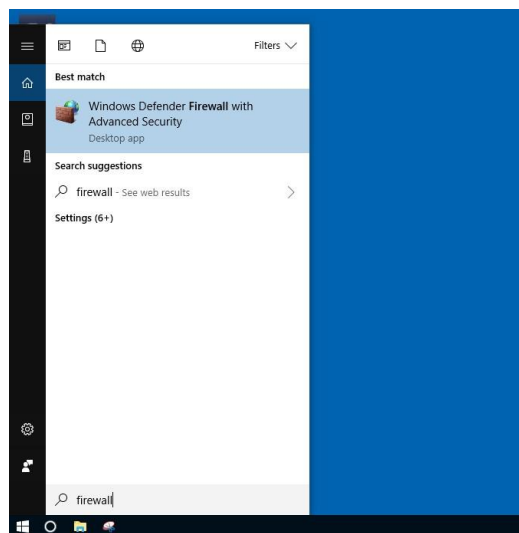 Filters
Best match
Windows Defender Firewall with
Advanced Security
Desktop app
Search suggestions
firewall - See web results
Settings (6+)
firewall